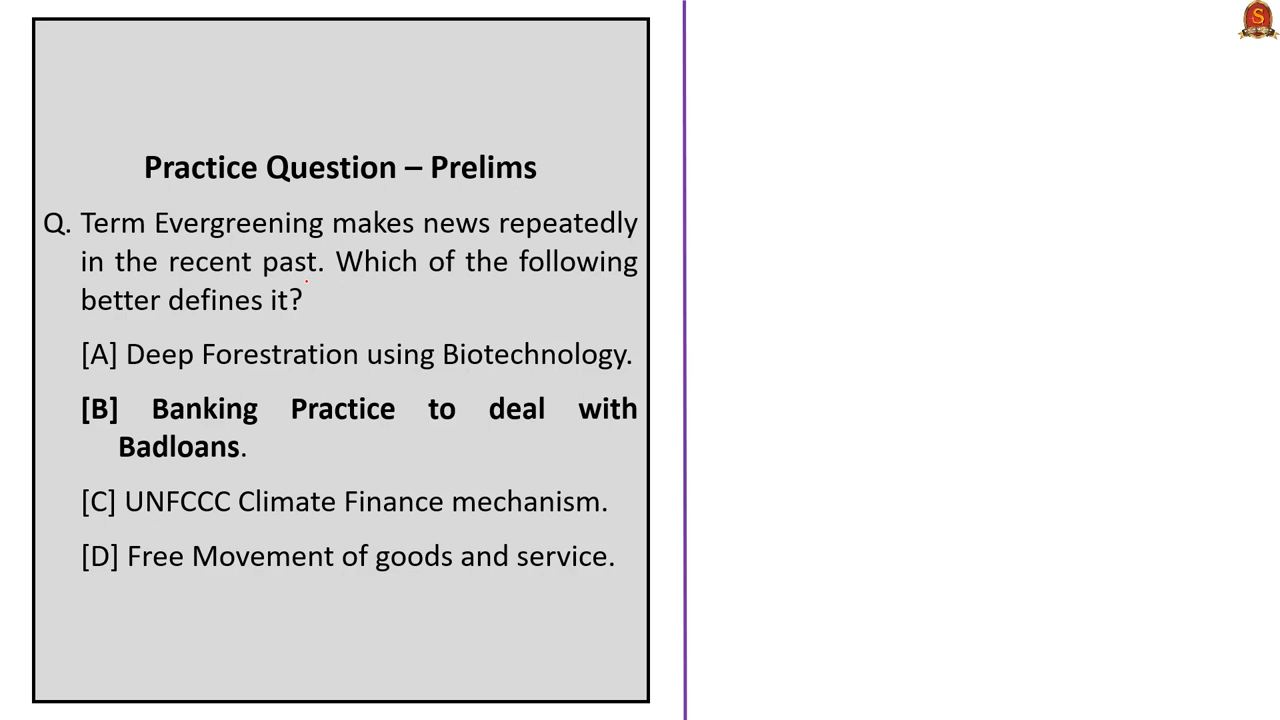 Practice Question – Prelims
Q. Term Evergreening makes news repeatedly
in the recent past. Which of the following
better defines it?
[A] Deep Forestration using Biotechnology.
[B] Banking Practice to deal with
Badloans.
[C] UNFCCC Climate Finance mechanism.
[D] Free Movement of goods and service.
S